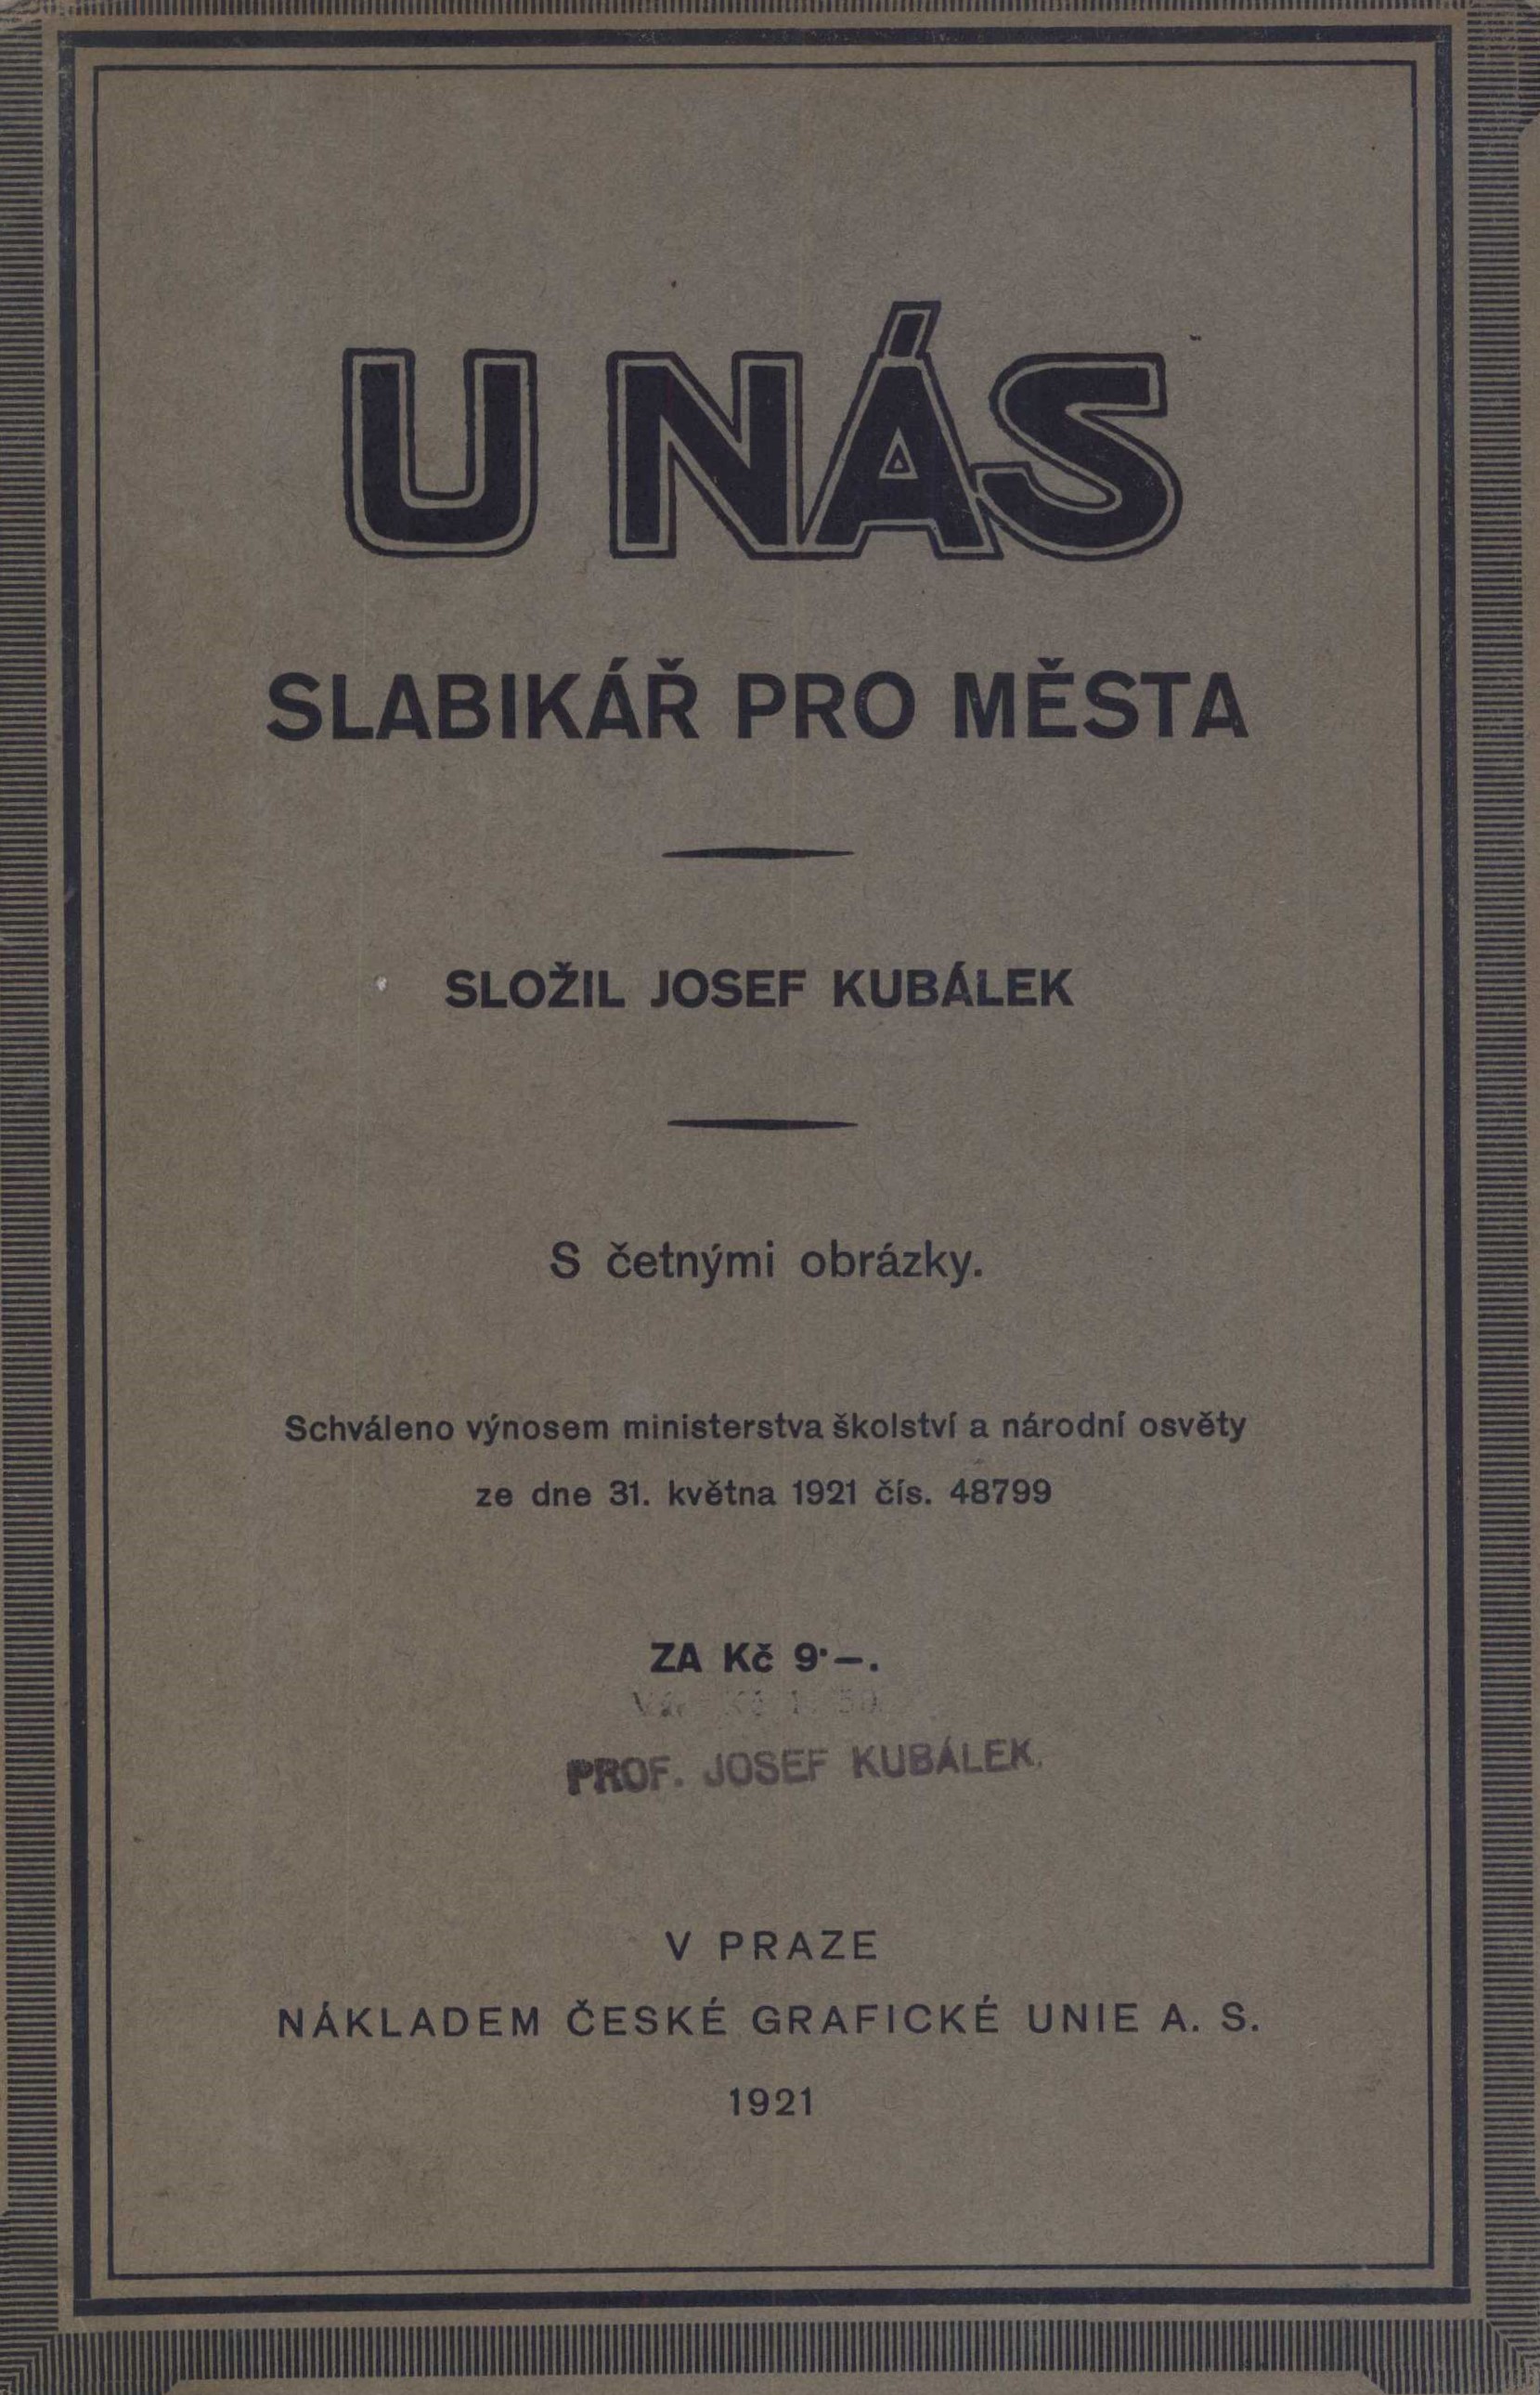 U NÁS
SLABIKÁŘ PRO MĚSTA
SLOŽIL JOSEF KUBÁLEK
S četnými obrázky.
Schváleno výnosem ministerstva školství a národní osvěty
ze dne 31. května 1921 čís. 48799
ZA Kč 9·—.
PROF. JOSEF KUBÁLEK.
V PRAZE
NÁKLADEM ČESKÉ GRAFICKÉ UNIE A. S.
1921